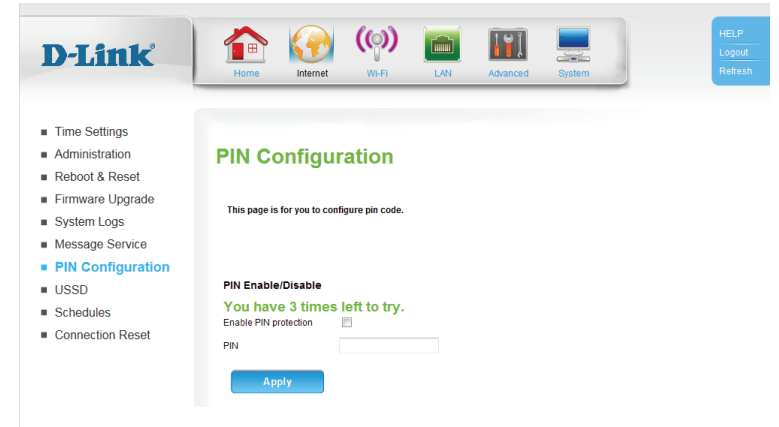 D-Link
Home Internet Wi-Fi LAN Advanced System
HELP
Logout
Refresh
Time Settings
Administration
Reboot & Reset
Firmware Upgrade
System Logs
Message Service
PIN Configuration
USSD
Schedules
Connection Reset
PIN Configuration
This page is for you to configure pin code.
PIN Enable/Disable
You have 3 times left to try.
Enable PIN protection
PIN
Apply